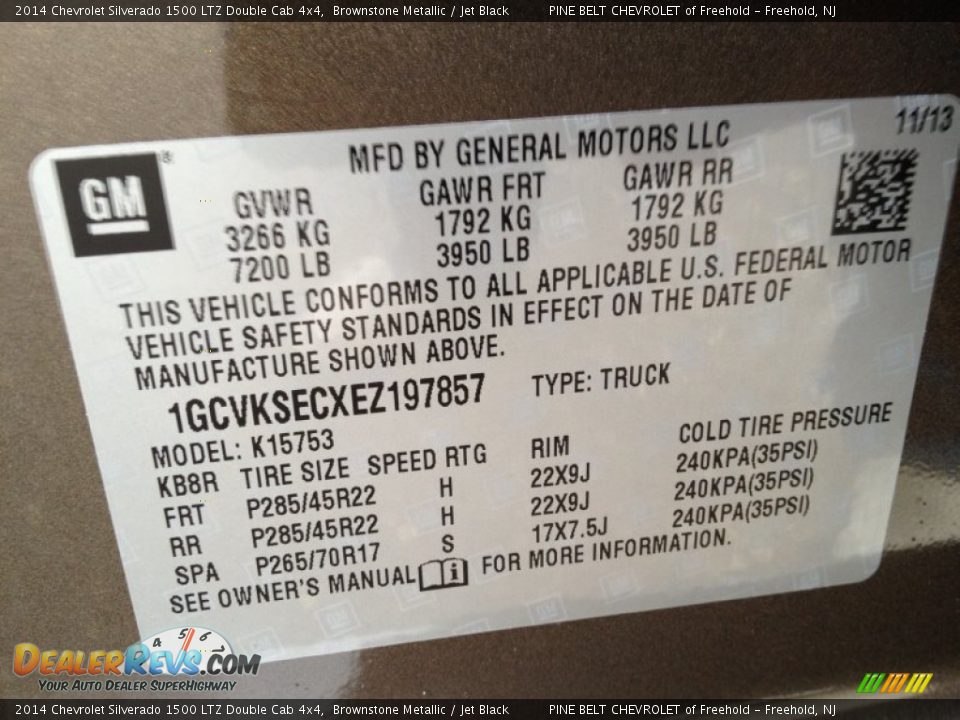 2014 Chevrolet Silverado 1500 LTZ Double Cab 4x4, Brownstone Metallic / Jet Black PINE BELT CHEVROLET of Freehold - Freehold, NJ
11/13
GM®
MFD BY GENERAL MOTORS LLC
GVWR GAWR FRT GAWR RR
3266 KG 1792 KG 1792 KG
7200 LB 3950 LB 3950 LB
THIS VEHICLE CONFORMS TO ALL APPLICABLE U.S. FEDERAL MOTOR
VEHICLE SAFETY STANDARDS IN EFFECT ON THE DATE OF
MANUFACTURE SHOWN ABOVE.
1GCVKSECXEZ197857 TYPE: TRUCK
MODEL: K15753
KB8R TIRE SIZE SPEED RTG RIM COLD TIRE PRESSURE
FRT P285/45R22 H 22X9J 240KPA(35PSI)
RR P285/45R22 H 22X9J 240KPA(35PSI)
SPA P265/70R17 S 17X7.5J 240KPA(35PSI)
SEE OWNER'S MANUAL i FOR MORE INFORMATION.
4 5 6 7
DealerRevs.com
Your Auto Dealer SuperHighway
2014 Chevrolet Silverado 1500 LTZ Double Cab 4x4, Brownstone Metallic / Jet Black PINE BELT CHEVROLET of Freehold - Freehold, NJ